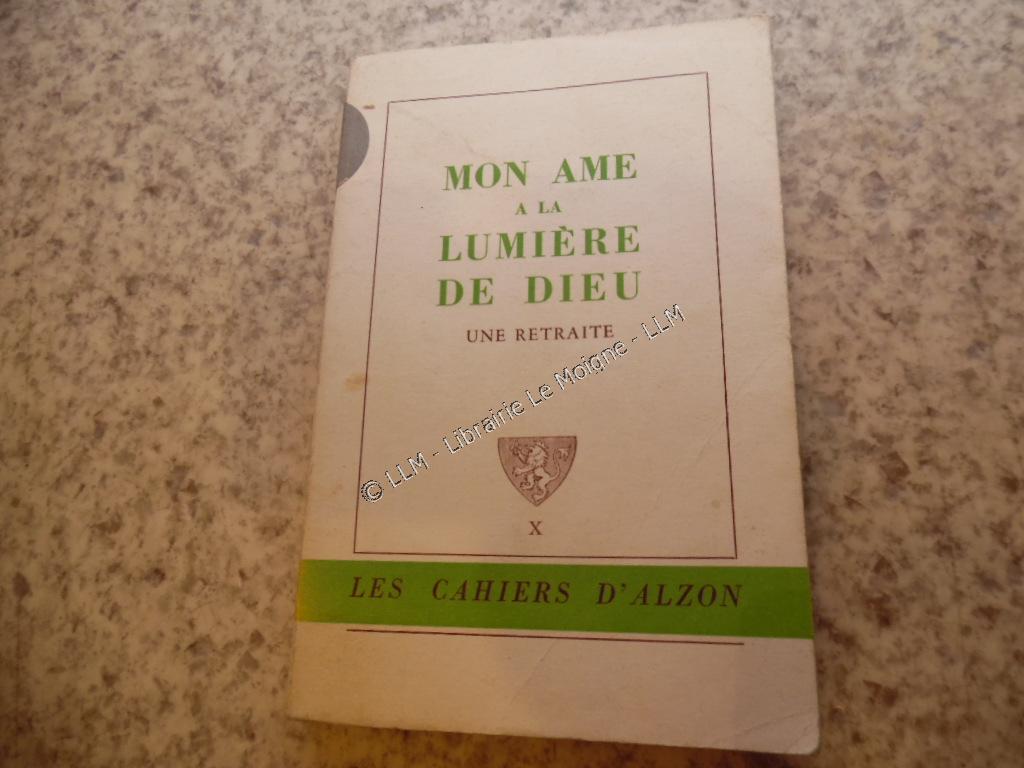 MON AME
A LA
LUMIÈRE
DE DIEU
UNE RETRAITE
© LLM - Librairie Le Moigne - LLM
X
LES CAHIERS D'ALZON